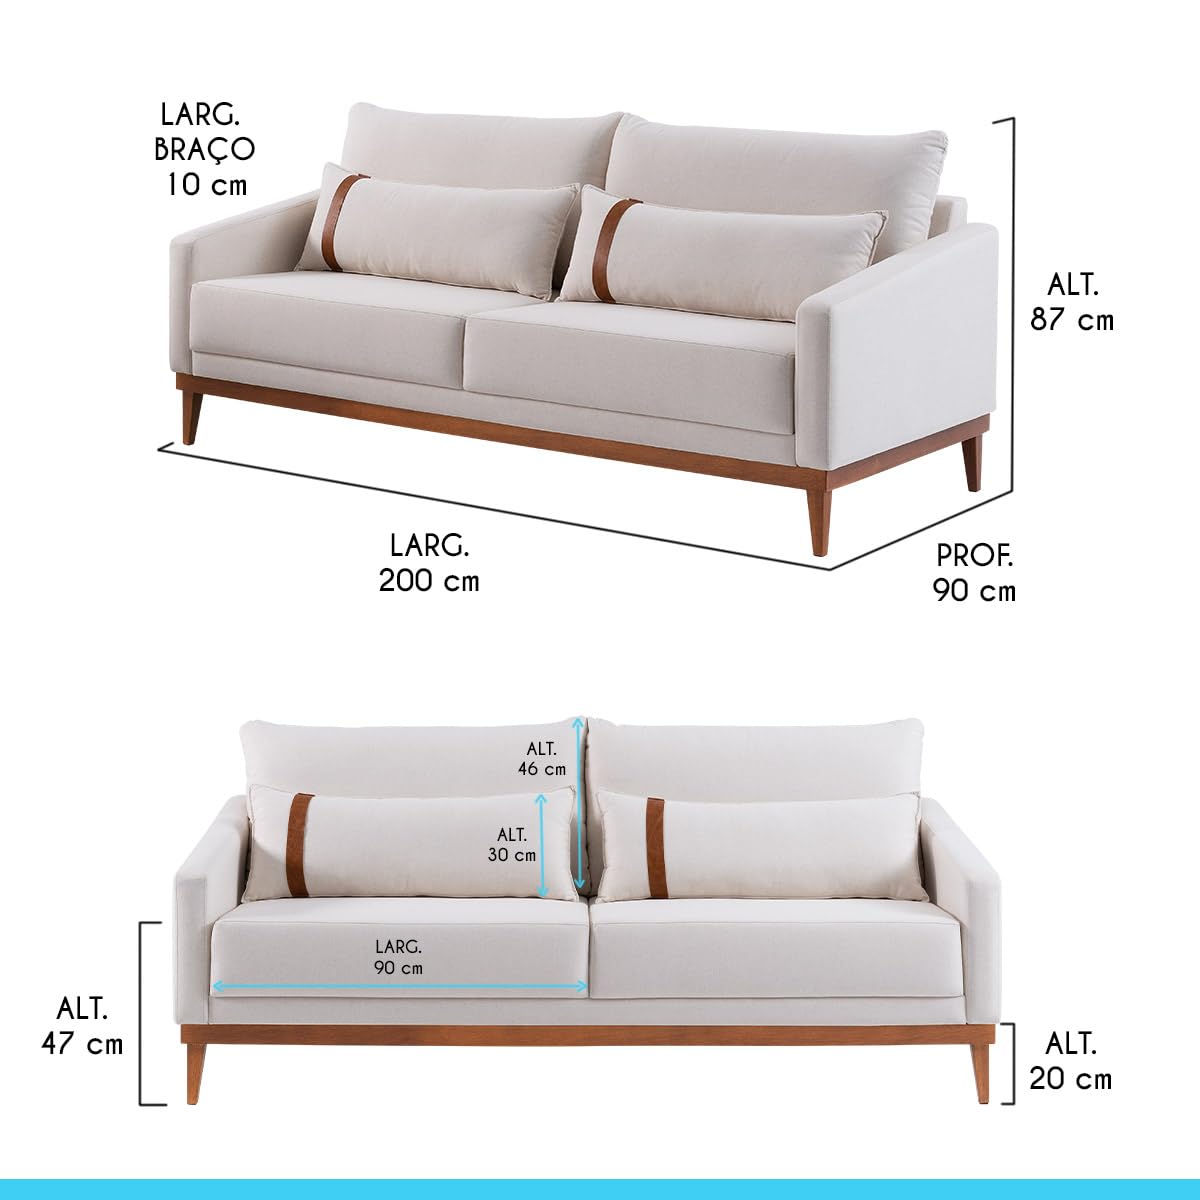 LARG.
BRAÇO
10 cm
ALT.
87 cm
LARG.
200 cm
PROF.
90 cm
ALT.
46 cm
ALT.
30 cm
LARG.
90 cm
ALT.
47 cm
ALT.
20 cm